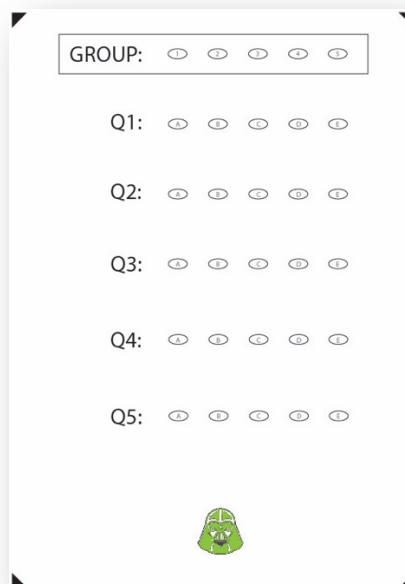 GROUP: 1 2 3 4 5
Q1: A B C D E
Q2: A B C D E
Q3: A B C D E
Q4: A B C D E
Q5: A B C D E